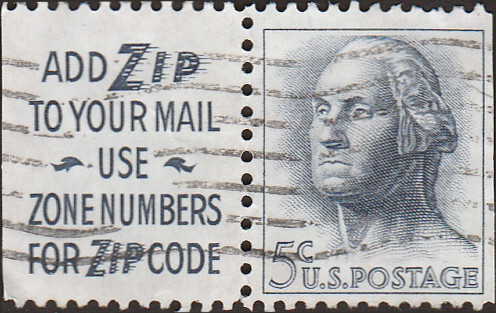 ADD ZIP
TO YOUR MAIL
USE
ZONE NUMBERS
FOR ZIP CODE
5c
U.S. POSTAGE